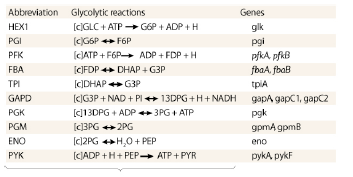 Abbreviation Glycolytic reactions Genes
HEX1 [c]GLC + ATP → G6P + ADP + H glk
PGI [c]G6P ↔ F6P pgi
PFK [c]ATP + F6P → ADP + FDP + H pfkA, pfkB
FBA [c]FDP ↔ DHAP + G3P fbaA, fbaB
TPI [c]DHAP ↔ G3P tpiA
GAPD [c]G3P + NAD + PI ↔ 13DPG + H + NADH gapA, gapC1, gapC2
PGK [c]13DPG + ADP ↔ 3PG + ATP pgk
PGM [c]3PG ↔ 2PG gpmA gpmB
ENO [c]2PG ↔ H₂O + PEP eno
PYK [c]ADP + H + PEP → ATP + PYR pykA, pykF